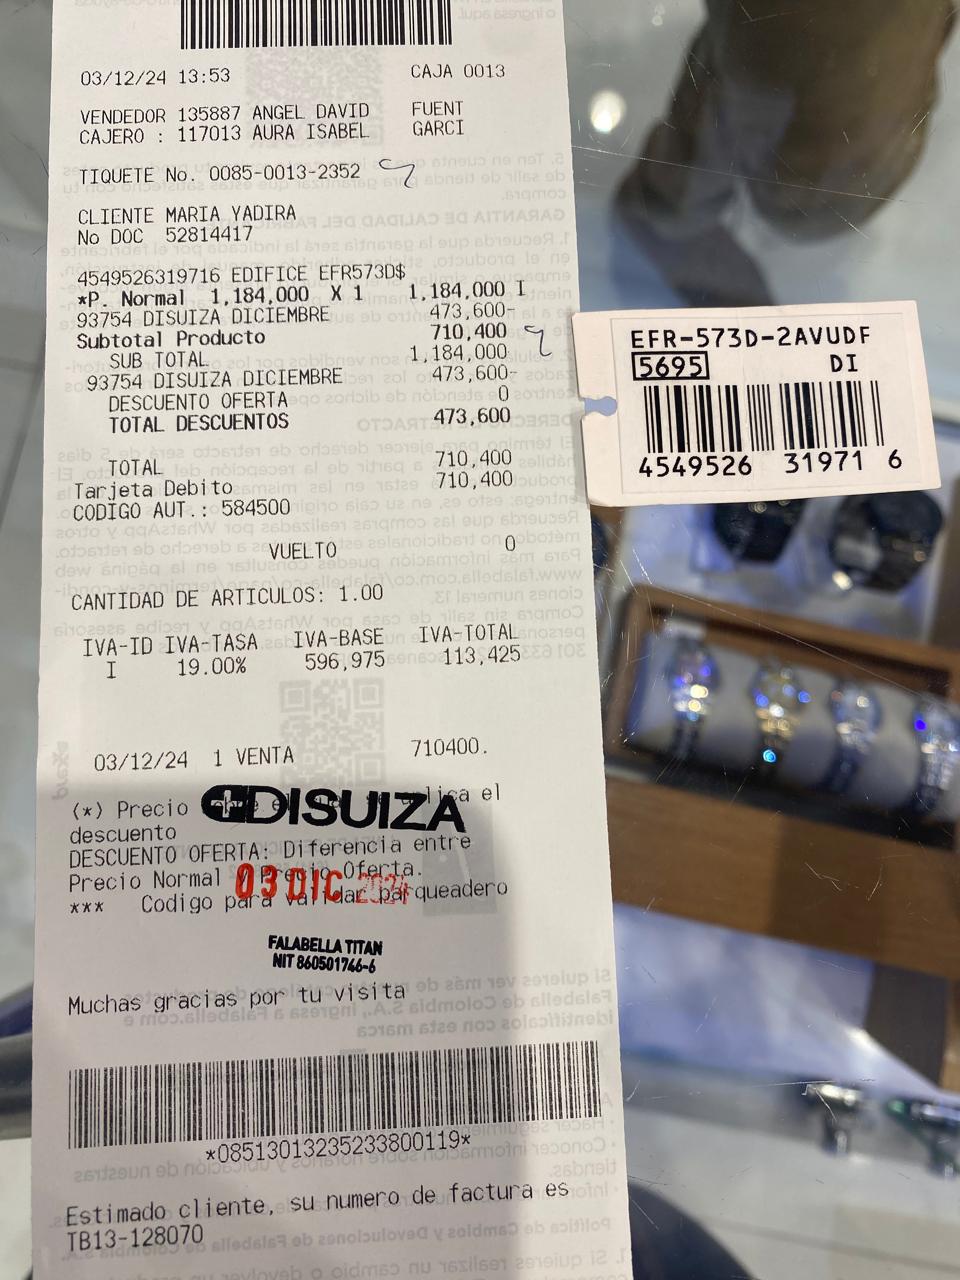 03/12/24 13:53 CAJA 0013
VENDEDOR 135887 ANGEL DAVID FUENT
CAJERO : 117013 AURA ISABEL GARCI
TIQUETE No. 0085-0013-2352
CLIENTE MARIA YADIRA
No DOC 52814417
4549526319716 EDIFICE EFR573D$
*P. Normal 1,184,000 X 1 1,184,000 I
93754 DISUIZA DICIEMBRE 473,600-
Subtotal Producto 710,400
SUB TOTAL 1,184,000
93754 DISUIZA DICIEMBRE 473,600-
DESCUENTO OFERTA 0
TOTAL DESCUENTOS 473,600
TOTAL 710,400
Tarjeta Debito 710,400
CODIGO AUT.: 584500
VUELTO 0
CANTIDAD DE ARTICULOS: 1.00
IVA-ID IVA-TASA IVA-BASE IVA-TOTAL
I 19.00% 596,975 113,425
03/12/24 1 VENTA 710400.
(*) Precio el
DISUIZA
descuento
DESCUENTO OFERTA: Diferencia entre
Precio Normal y Precio Oferta.
03 DIC 2024
*** Codigo para validar parqueadero
FALABELLA TITAN
NIT 860501746-6
Muchas gracias por tu visita
*08513013235233800119*
Estimado cliente, su numero de factura es
TB13-128070
EFR-573D-2AVUDF
5695 DI
4549526 31971 6